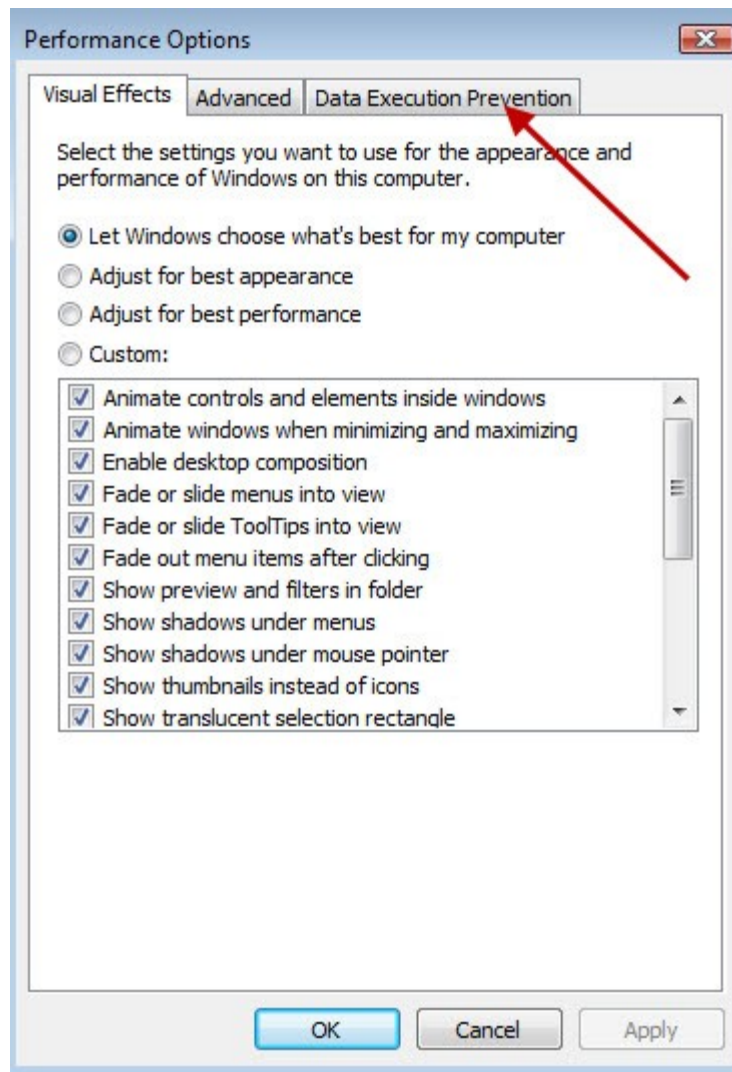 Performance Options
Visual Effects Advanced Data Execution Prevention
Select the settings you want to use for the appearance and
performance of Windows on this computer.
Let Windows choose what's best for my computer
Adjust for best appearance
Adjust for best performance
Custom:
Animate controls and elements inside windows
Animate windows when minimizing and maximizing
Enable desktop composition
Fade or slide menus into view
Fade or slide ToolTips into view
Fade out menu items after clicking
Show preview and filters in folder
Show shadows under menus
Show shadows under mouse pointer
Show thumbnails instead of icons
Show translucent selection rectangle
OK Cancel Apply